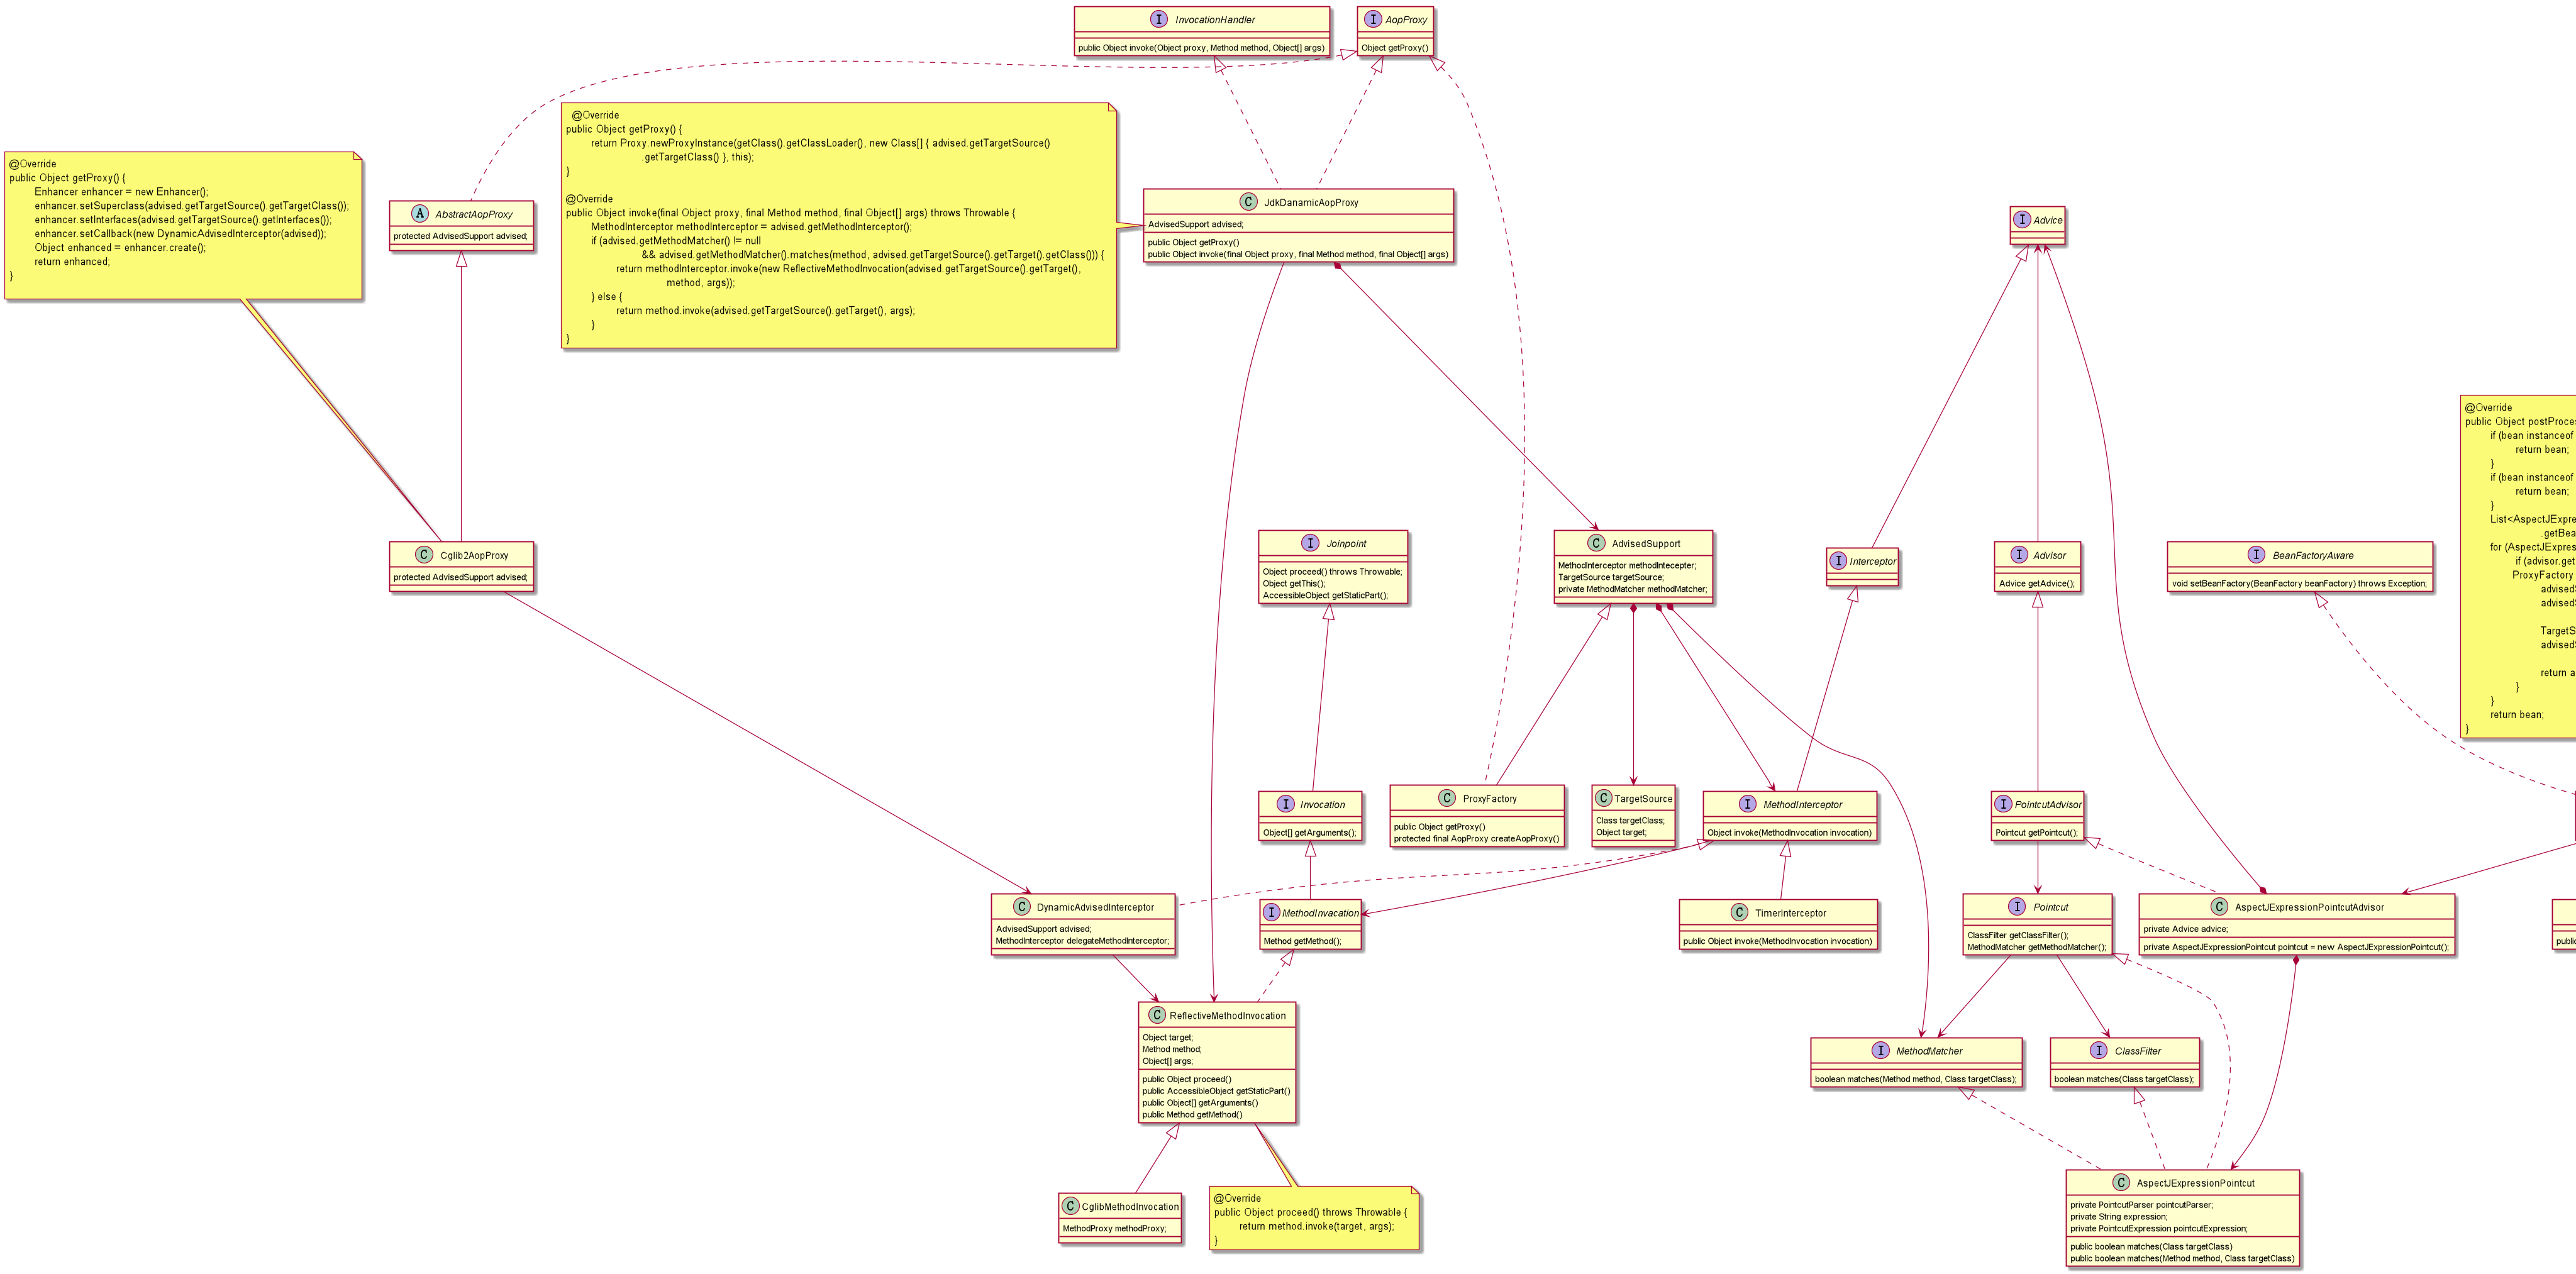 I InvocationHandler
public Object invoke(Object proxy, Method method, Object[] args)
I AopProxy
Object getProxy()
@Override
public Object getProxy() {
Enhancer enhancer = new Enhancer();
enhancer.setSuperclass(advised.getTargetSource().getTargetClass());
enhancer.setInterfaces(advised.getTargetSource().getInterfaces());
enhancer.setCallback(new DynamicAdvisedInterceptor(advised));
Object enhanced = enhancer.create();
return enhanced;
}
A AbstractAopProxy
protected AdvisedSupport advised;
@Override
public Object getProxy() {
return Proxy.newProxyInstance(getClass().getClassLoader(), new Class[] { advised.getTargetSource()
.getTargetClass() }, this);
}
@Override
public Object invoke(final Object proxy, final Method method, final Object[] args) throws Throwable {
MethodInterceptor methodInterceptor = advised.getMethodInterceptor();
if (advised.getMethodMatcher() != null
&& advised.getMethodMatcher().matches(method, advised.getTargetSource().getTarget().getClass())) {
return methodInterceptor.invoke(new ReflectiveMethodInvocation(advised.getTargetSource().getTarget(),
method, args));
} else {
return method.invoke(advised.getTargetSource().getTarget(), args);
}
}
C JdkDanamicAopProxy
AdvisedSupport advised;
public Object getProxy()
public Object invoke(final Object proxy, final Method method, final Object[] args)
I Advice
@Override
public Object postProces
if (bean instanceof
return bean;
}
if (bean instanceof
return bean;
}
List<AspectJExpre
.getBea
for (AspectJExpres
if (advisor.get
ProxyFactory
advised
advised
TargetS
advised
return a
}
}
return bean;
}
C Cglib2AopProxy
protected AdvisedSupport advised;
I Joinpoint
Object proceed() throws Throwable;
Object getThis();
AccessibleObject getStaticPart();
C AdvisedSupport
MethodInterceptor methodIntecepter;
TargetSource targetSource;
private MethodMatcher methodMatcher;
I Interceptor
I Advisor
Advice getAdvice();
I BeanFactoryAware
void setBeanFactory(BeanFactory beanFactory) throws Exception;
I Invocation
Object[] getArguments();
C ProxyFactory
public Object getProxy()
protected final AopProxy createAopProxy()
C TargetSource
Class targetClass;
Object target;
I MethodInterceptor
Object invoke(MethodInvocation invocation)
I PointcutAdvisor
Pointcut getPointcut();
C DynamicAdvisedInterceptor
AdvisedSupport advised;
MethodInterceptor delegateMethodInterceptor;
I MethodInvacation
Method getMethod();
C TimerInterceptor
public Object invoke(MethodInvocation invocation)
I Pointcut
ClassFilter getClassFilter();
MethodMatcher getMethodMatcher();
C AspectJExpressionPointcutAdvisor
private Advice advice;
private AspectJExpressionPointcut pointcut = new AspectJExpressionPointcut();
public
C ReflectiveMethodInvocation
Object target;
Method method;
Object[] args;
public Object proceed()
public AccessibleObject getStaticPart()
public Object[] getArguments()
public Method getMethod()
I MethodMatcher
boolean matches(Method method, Class targetClass);
I ClassFilter
boolean matches(Class targetClass);
C CglibMethodInvocation
MethodProxy methodProxy;
@Override
public Object proceed() throws Throwable {
return method.invoke(target, args);
}
C AspectJExpressionPointcut
private PointcutParser pointcutParser;
private String expression;
private PointcutExpression pointcutExpression;
public boolean matches(Class targetClass)
public boolean matches(Method method, Class targetClass)